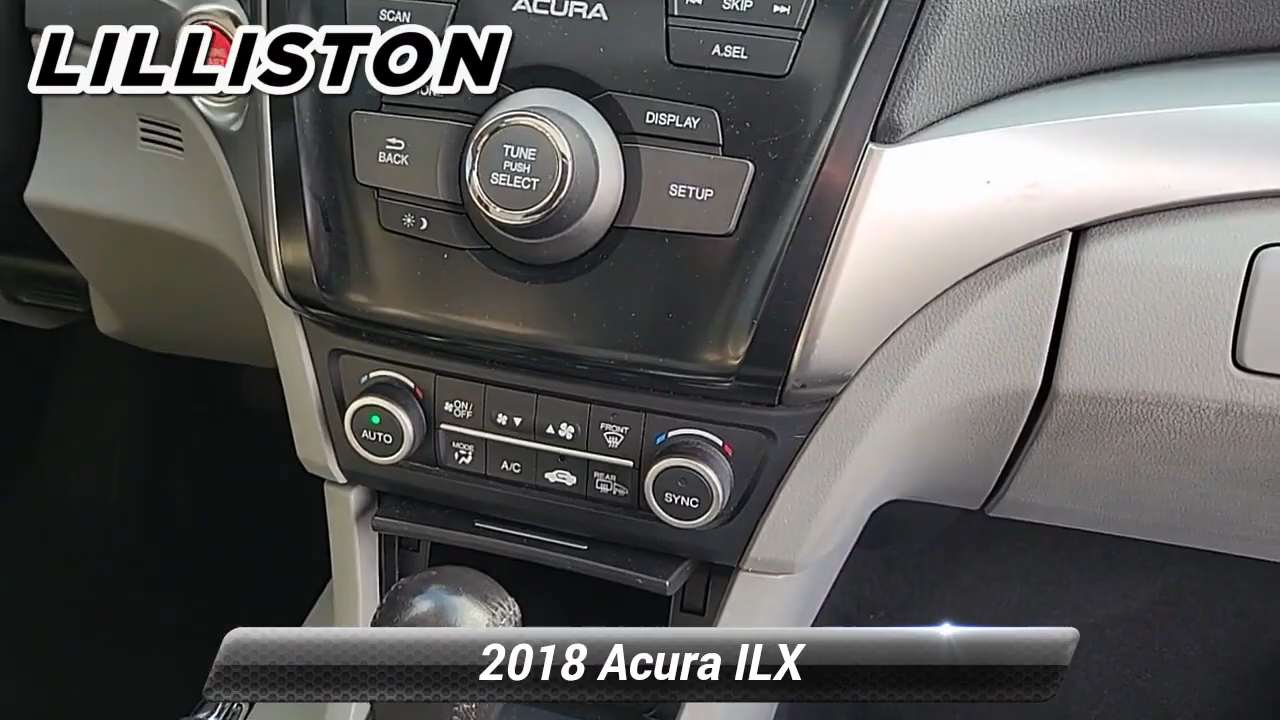 LILLISTON
SCAN
ACURA
SKIP
A.SEL
DISPLAY
BACK
TUNE
PUSH
SELECT
SETUP
AUTO
ON/
OFF
FRONT
MODE
A/C
REAR
SYNC
2018 Acura ILX